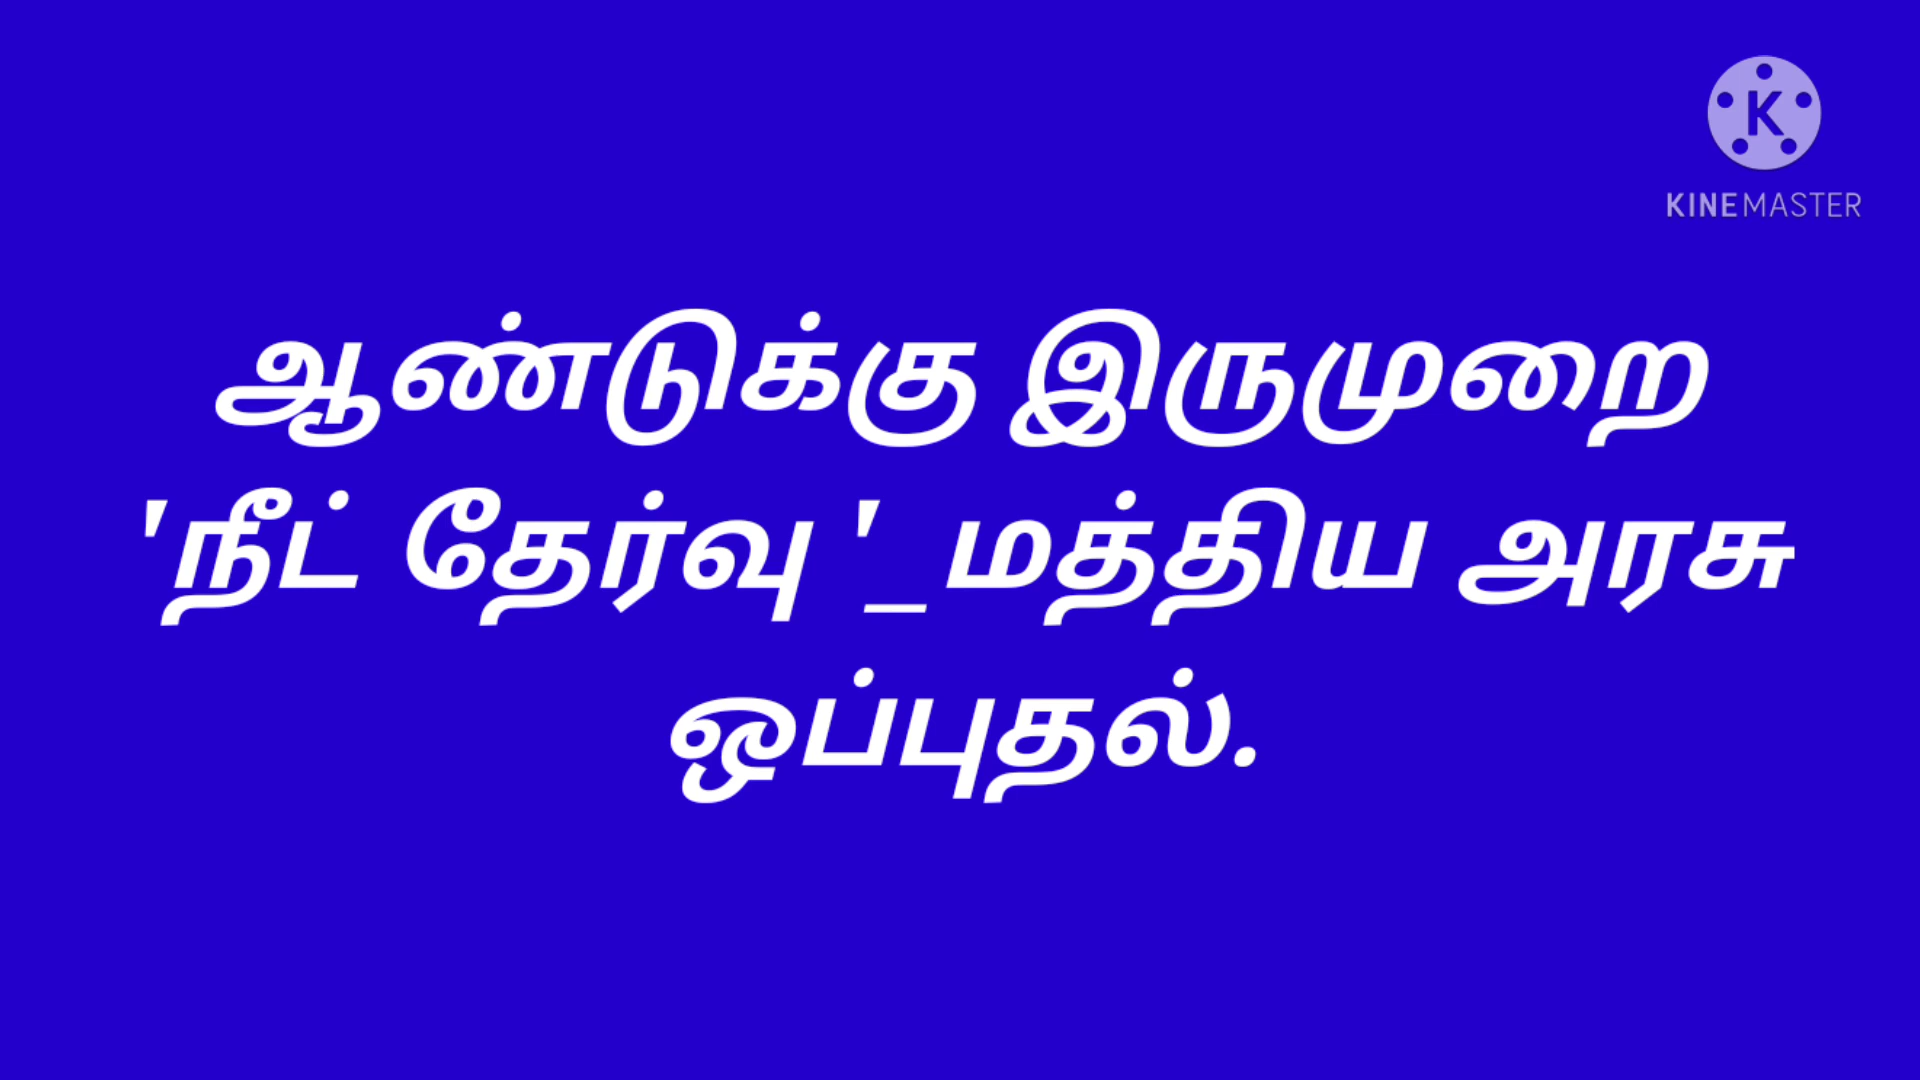 KINEMASTER
ஆண்டுக்கு இருமுறை
'நீட் தேர்வு '_மத்திய அரசு
ஒப்புதல்.